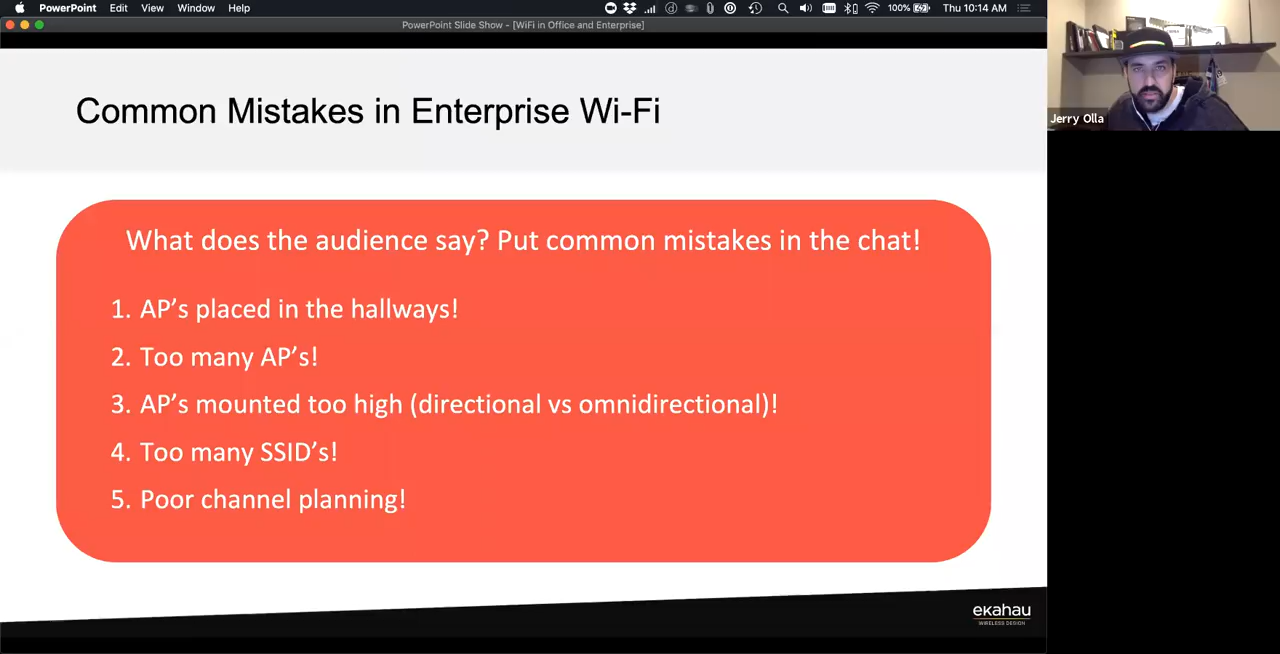 PowerPoint Edit View Window Help 100% Thu 10:14 AM
PowerPoint Slide Show - [WiFi in Office and Enterprise]
Jerry Olla
Common Mistakes in Enterprise Wi-Fi
What does the audience say? Put common mistakes in the chat!
1. AP’s placed in the hallways!
2. Too many AP’s!
3. AP’s mounted too high (directional vs omnidirectional)!
4. Too many SSID’s!
5. Poor channel planning!
ekahau
WIRELESS DESIGN